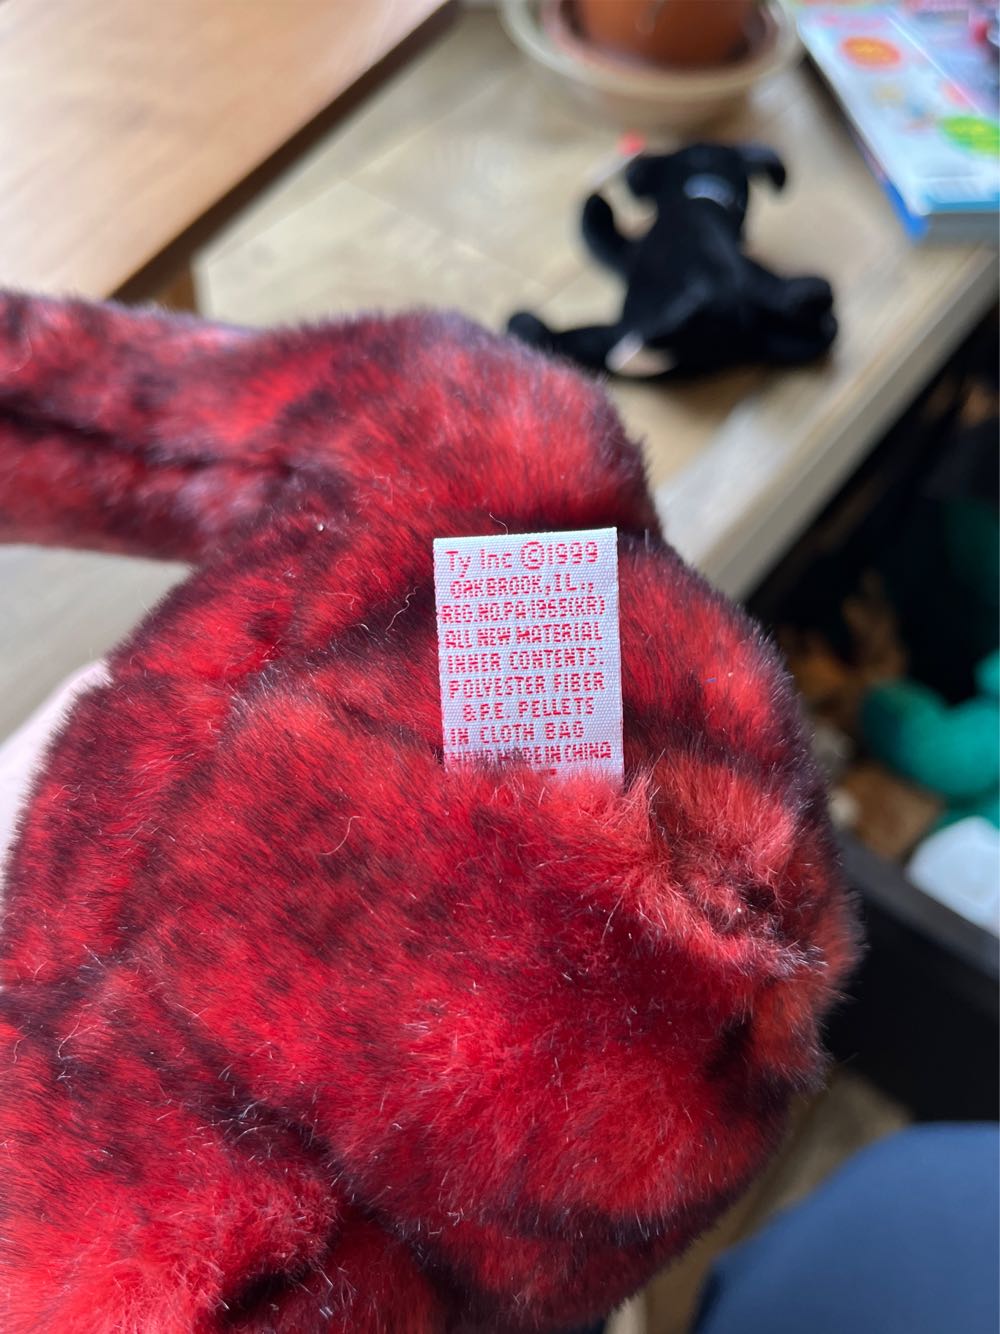 Ty Inc ©1999
OAKBROOK, IL.,
REG.NO.PA.1965(KR)
ALL NEW MATERIAL
INNER CONTENTS:
POLYESTER FIBER
& P.E. PELLETS
IN CLOTH BAG
MADE IN CHINA